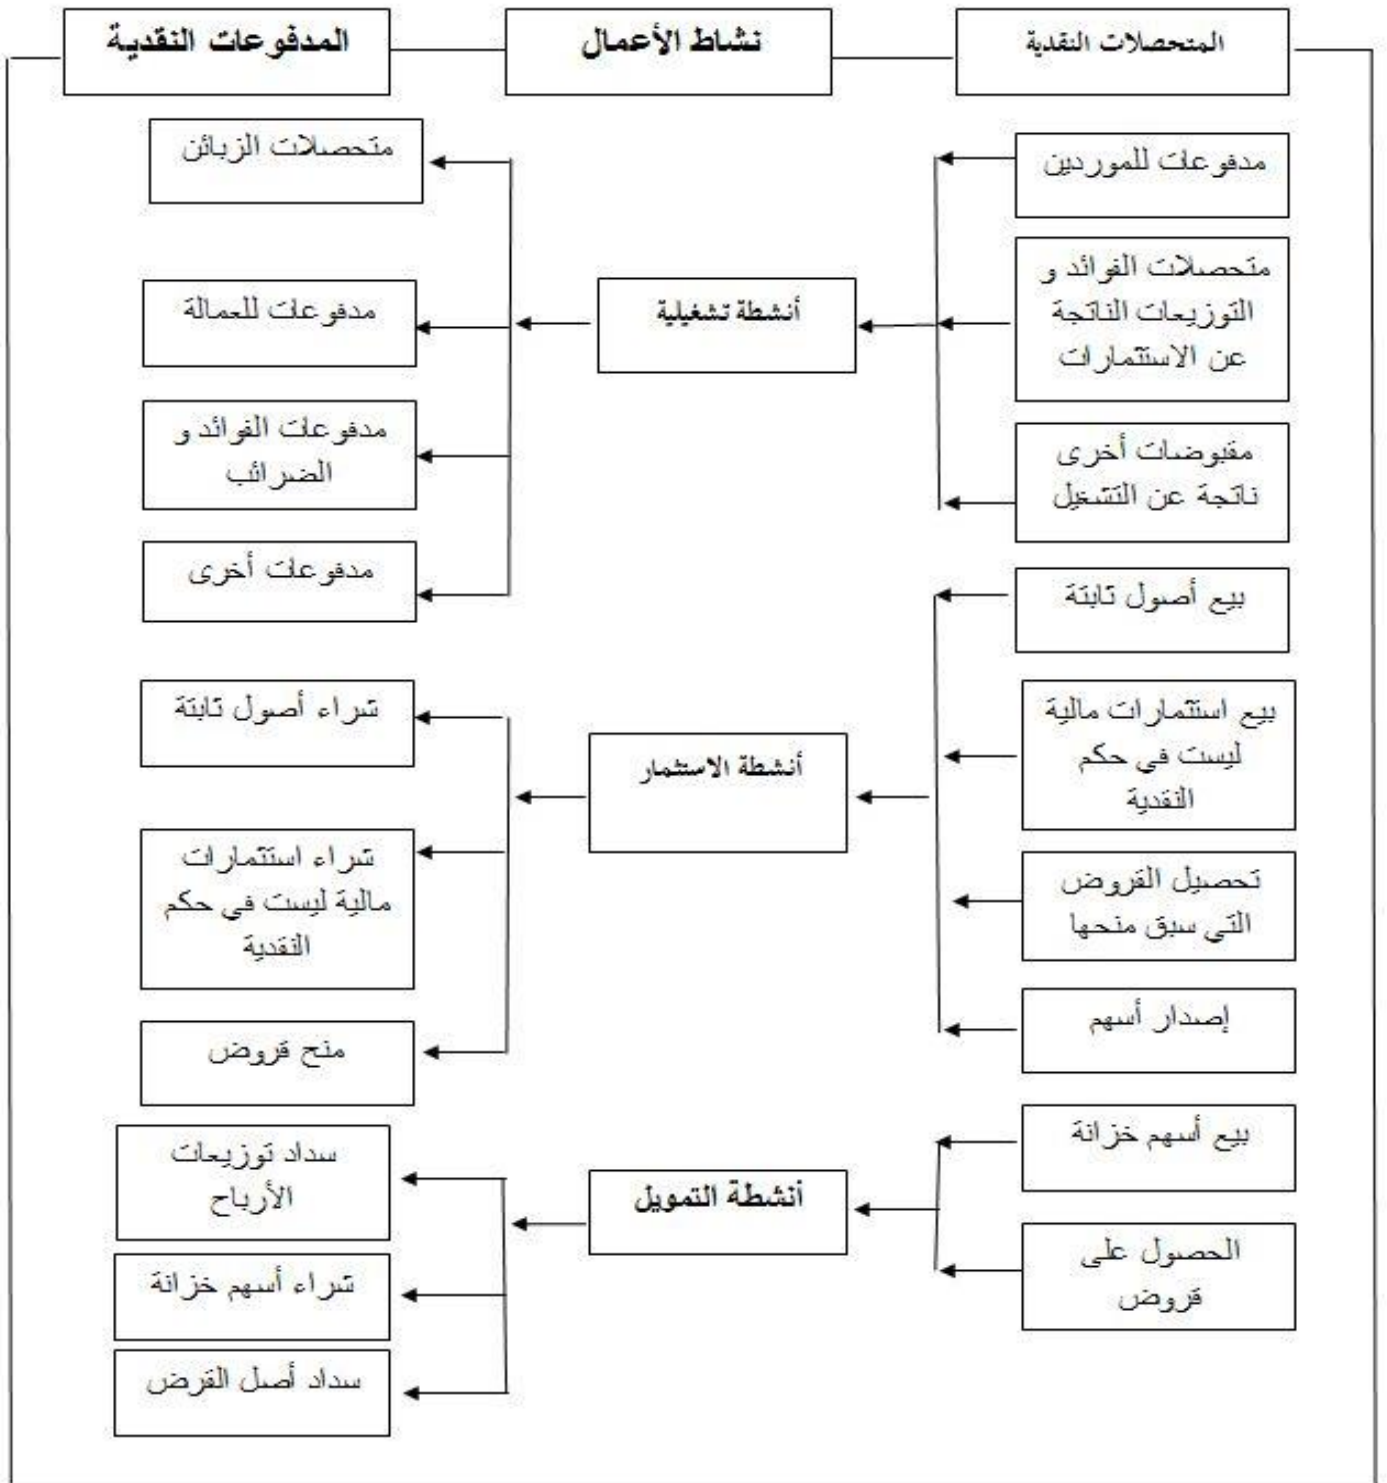 المتحصلات النقدية
نشاط الأعمال
المدفوعات النقدية
مدفوعات للموردين
متحصلات الفوائد و
التوزيعات الناتجة
عن الاستثمارات
مقبوضات أخرى
ناتجة عن التشغيل
أنشطة تشغيلية
متحصلات الزبائن
مدفوعات للعمالة
مدفوعات الفوائد و
الضرائب
مدفوعات أخرى
بيع أصول ثابتة
بيع استثمارات مالية
ليست في حكم
النقدية
تحصيل القروض
التي سبق منحها
إصدار أسهم
أنشطة الاستثمار
شراء أصول ثابتة
شراء استثمارات
مالية ليست في حكم
النقدية
منح قروض
بيع أسهم خزانة
الحصول على
قروض
أنشطة التمويل
سداد توزيعات
الأرباح
شراء أسهم خزانة
سداد أصل القرض